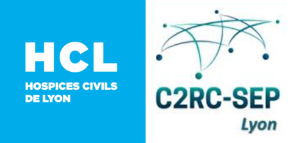 HCL
HOSPICES CIVILS
DE LYON
C2RC-SEP
Lyon